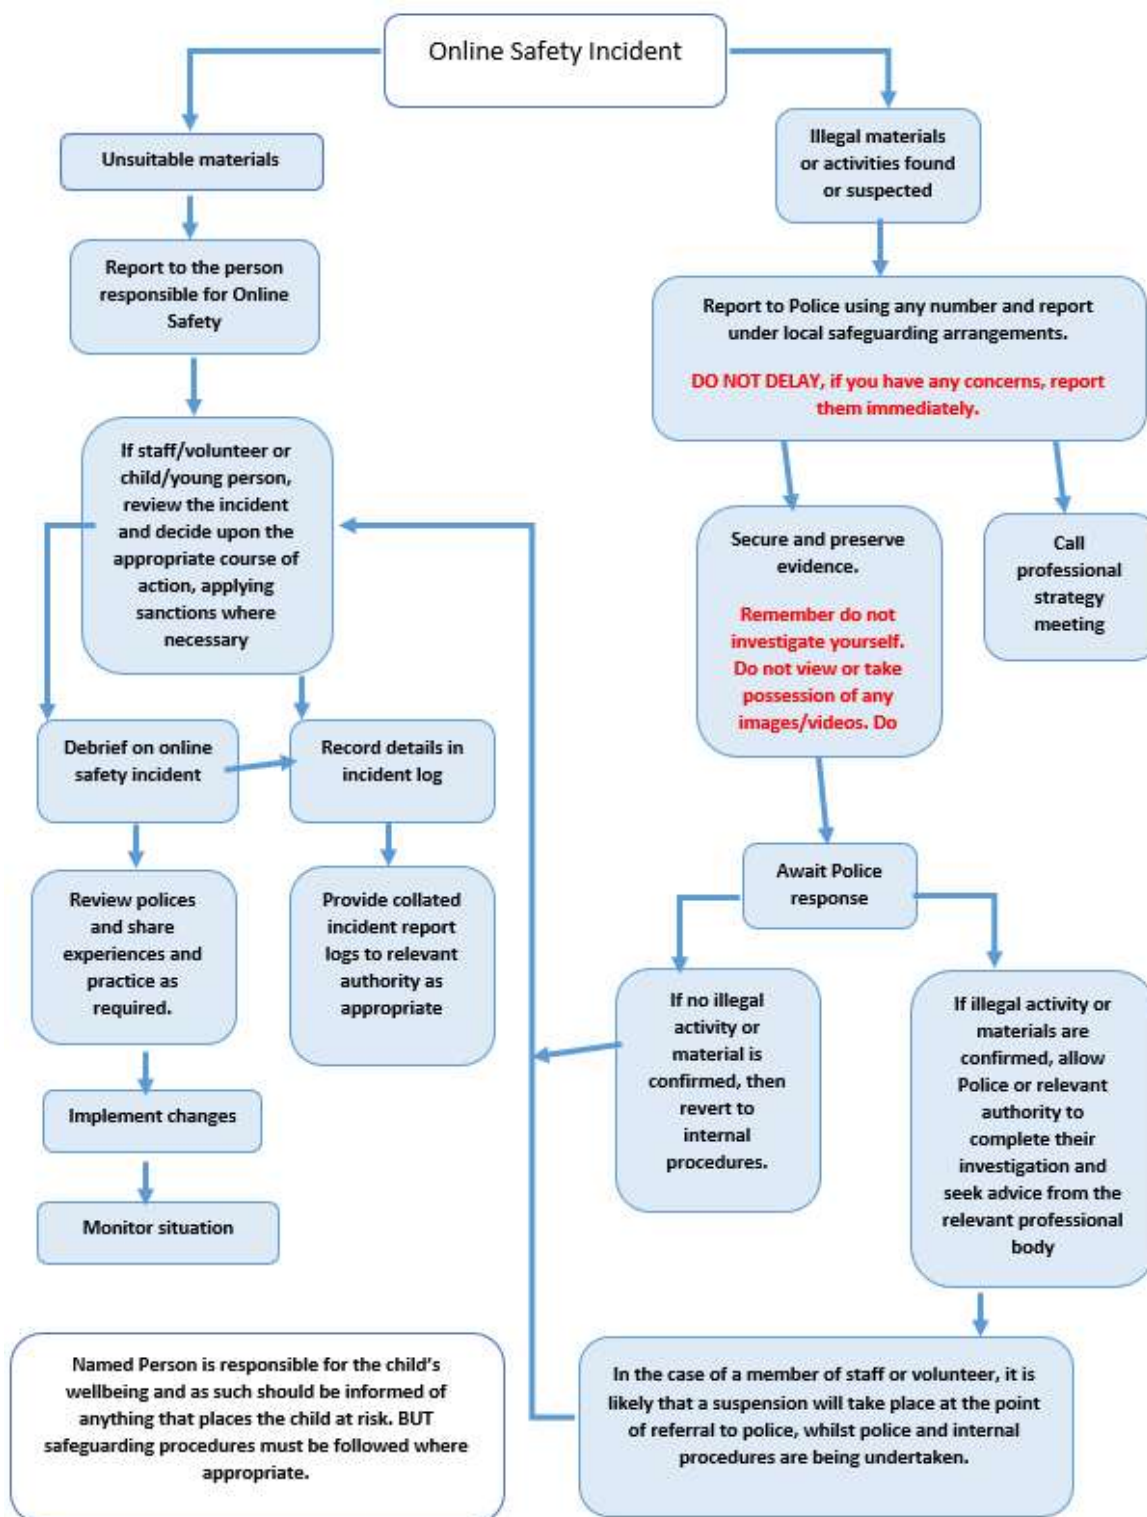 Online Safety Incident
Unsuitable materials
Report to the person
responsible for Online
Safety
If staff/volunteer or
child/young person,
review the incident
and decide upon the
appropriate course of
action, applying
sanctions where
necessary
Debrief on online
safety incident
Record details in
incident log
Review polices
and share
experiences and
practice as
required.
Provide collated
incident report
logs to relevant
authority as
appropriate
Implement changes
Monitor situation
Illegal materials
or activities found
or suspected
Report to Police using any number and report
under local safeguarding arrangements.
DO NOT DELAY, if you have any concerns, report
them immediately.
Secure and preserve
evidence.
Remember do not
investigate yourself.
Do not view or take
possession of any
images/videos. Do
Call
professional
strategy
meeting
Await Police
response
If no illegal
activity or
material is
confirmed, then
revert to
internal
procedures.
If illegal activity or
materials are
confirmed, allow
Police or relevant
authority to
complete their
investigation and
seek advice from the
relevant professional
body
In the case of a member of staff or volunteer, it is
likely that a suspension will take place at the point
of referral to police, whilst police and internal
procedures are being undertaken.
Named Person is responsible for the child's
wellbeing and as such should be informed of
anything that places the child at risk. BUT
safeguarding procedures must be followed where
appropriate.